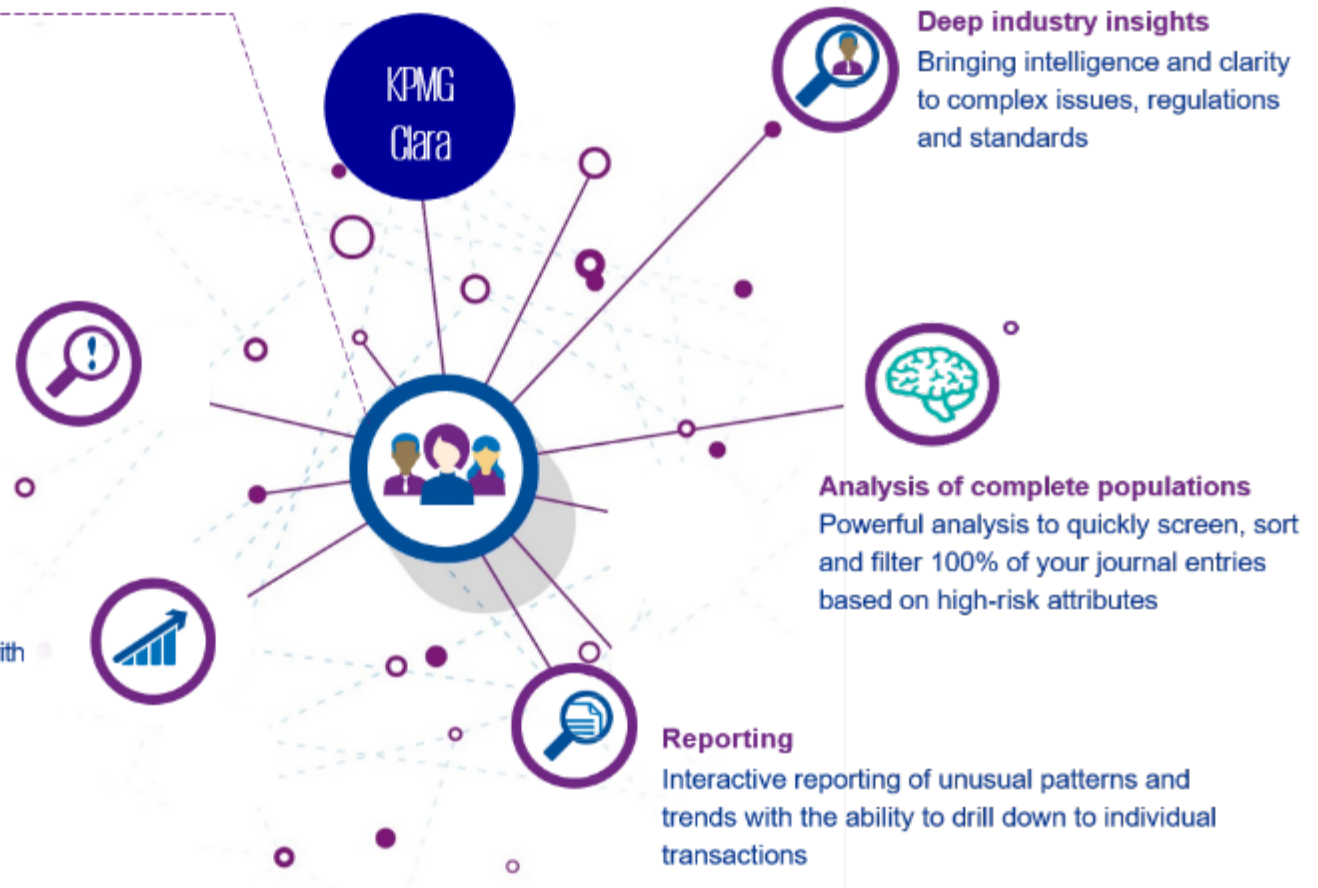 KPMG
Clara
Deep industry insights
Bringing intelligence and clarity
to complex issues, regulations
and standards
Analysis of complete populations
Powerful analysis to quickly screen, sort
and filter 100% of your journal entries
based on high-risk attributes
ith
Reporting
Interactive reporting of unusual patterns and
trends with the ability to drill down to individual
transactions